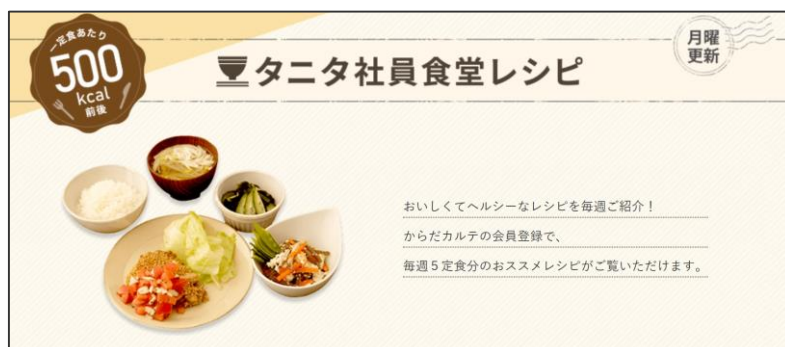 一定食あたり
500
kcal
前後
タニタ社員食堂レシピ
月曜
更新
おいしくてヘルシーなレシピを毎週ご紹介！
からだカルテの会員登録で、
毎週5定食分のおススメレシピがご覧いただけます。